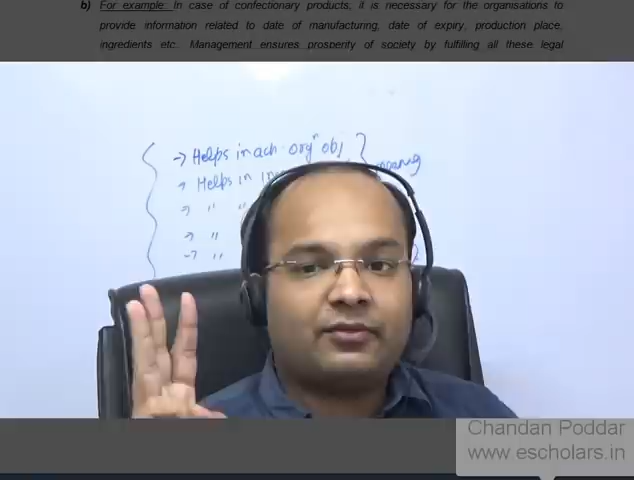 b) For example: In case of confectionary products, it is necessary for the organisations to
provide information related to date of manufacturing, date of expiry, production place,
ingredients etc. Management ensures prosperity of society by fulfilling all these legal
→ Helps in ach. orgn obj
→ Helps in
→ " "
→ "
→ "
Chandan Poddar
www.escholars.in